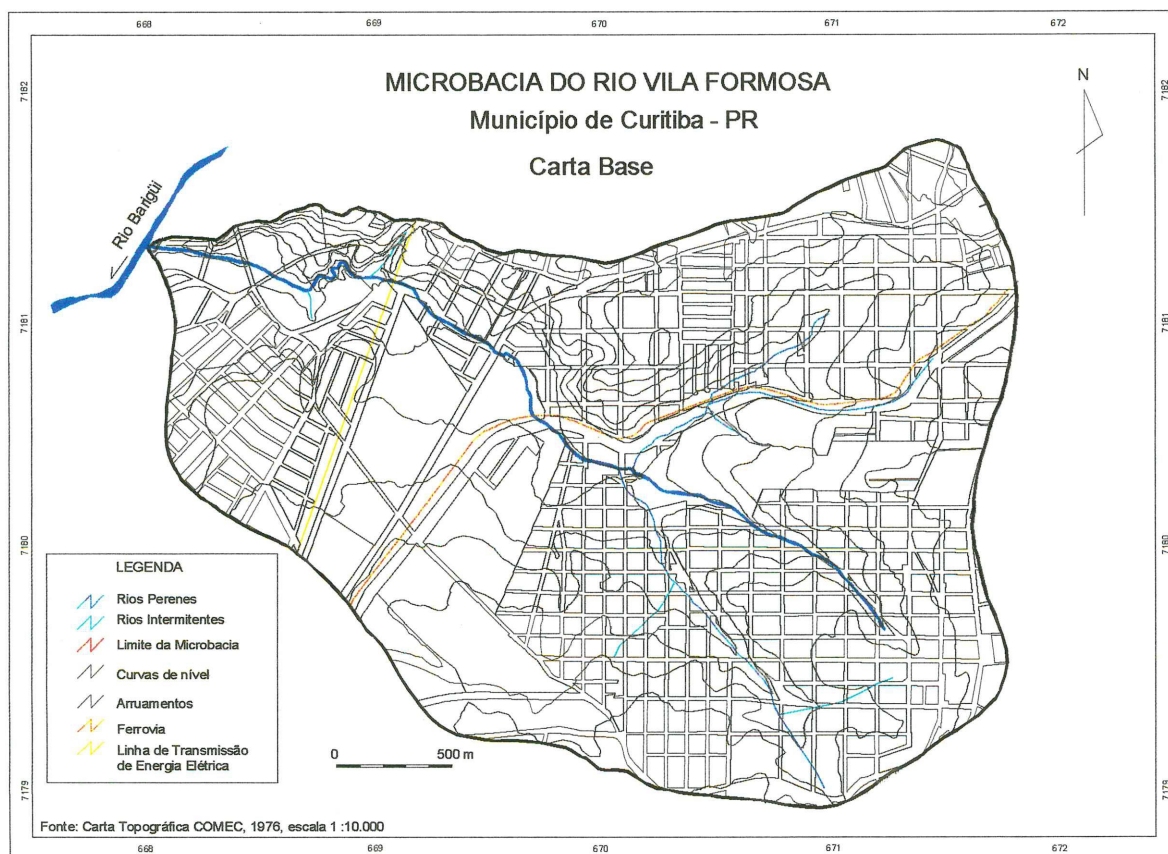 668 669 670 671 672
7182 7182
MICROBACIA DO RIO VILA FORMOSA
Município de Curitiba - PR
Carta Base
N
Rio Barigüi
7181 7181
7180 7180
LEGENDA
Rios Perenes
Rios Intermitentes
Limite da Microbacia
Curvas de nível
Arruamentos
Ferrovia
Linha de Transmissão
de Energia Elétrica
0 500 m
7179 7179
Fonte: Carta Topográfica COMEC, 1976, escala 1 :10.000
668 669 670 671 672